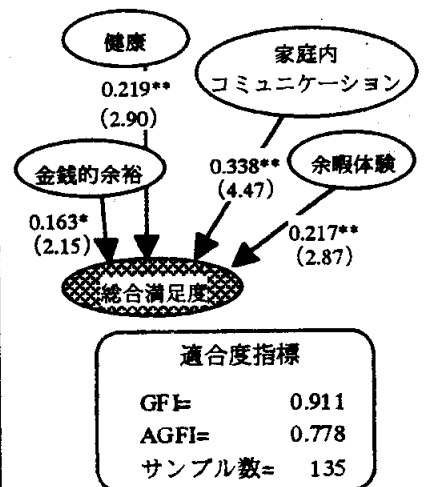 健康
0.219**
(2.90)
家庭内
コミュニケーション
金銭的余裕
0.163*
(2.15)
0.338**
(4.47)
余暇体験
0.217**
(2.87)
総合満足度
適合度指標
GFI= 0.911
AGFI= 0.778
サンプル数= 135